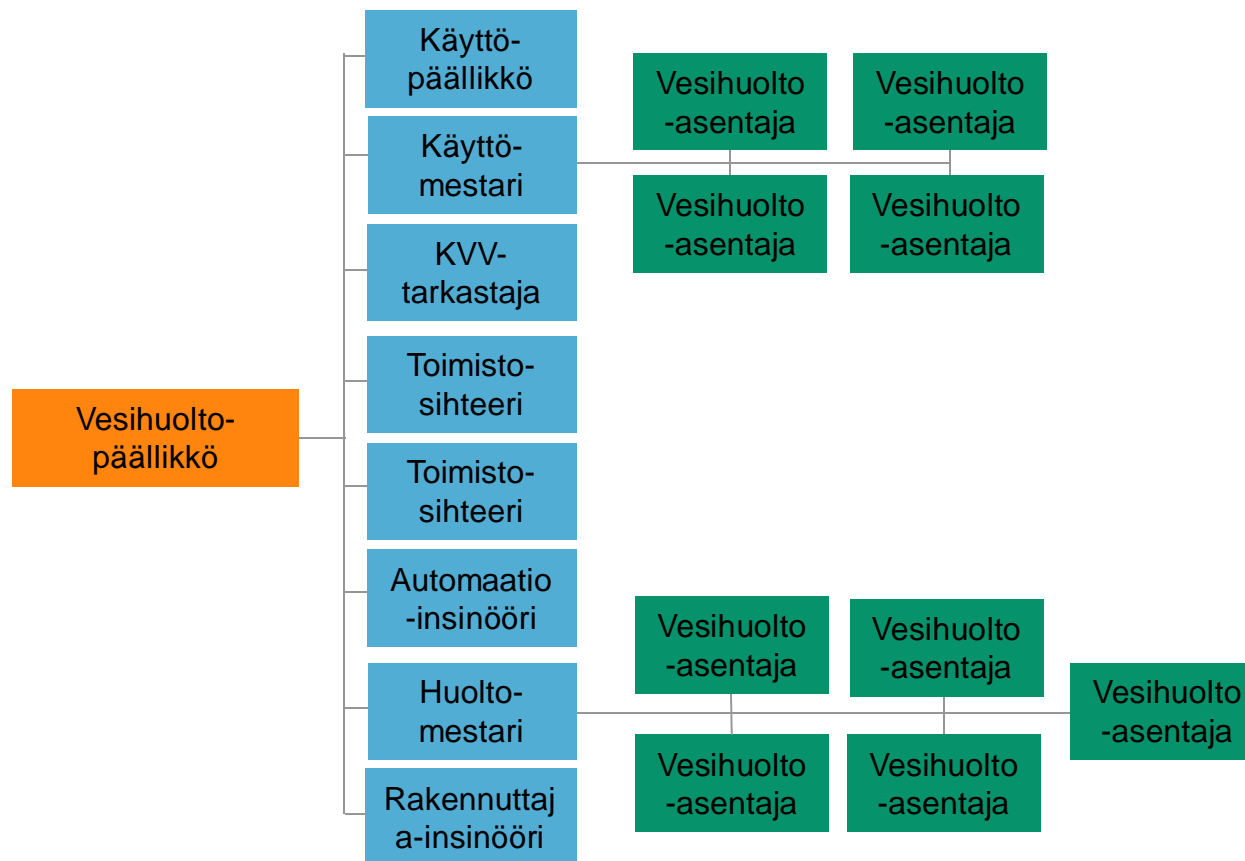 Käyttö-
päällikkö
Vesihuolto
-asentaja
Vesihuolto
-asentaja
Käyttö-
mestari
Vesihuolto
-asentaja
Vesihuolto
-asentaja
KVV-
tarkastaja
Toimisto-
sihteeri
Vesihuolto-
päällikkö
Toimisto-
sihteeri
Automaatio
-insinööri
Vesihuolto
-asentaja
Vesihuolto
-asentaja
Huolto-
mestari
Vesihuolto
-asentaja
Vesihuolto
-asentaja
Vesihuolto
-asentaja
Rakennuttaj
a-insinööri